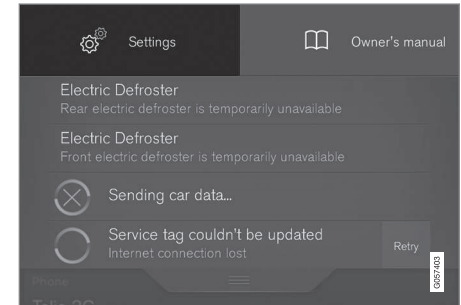 Settings
Owner's manual
Electric Defroster
Rear electric defroster is temporarily unavailable
Electric Defroster
Front electric defroster is temporarily unavailable
Sending car data...
Service tag couldn't be updated
Internet connection lost
Retry
Phone
G057403